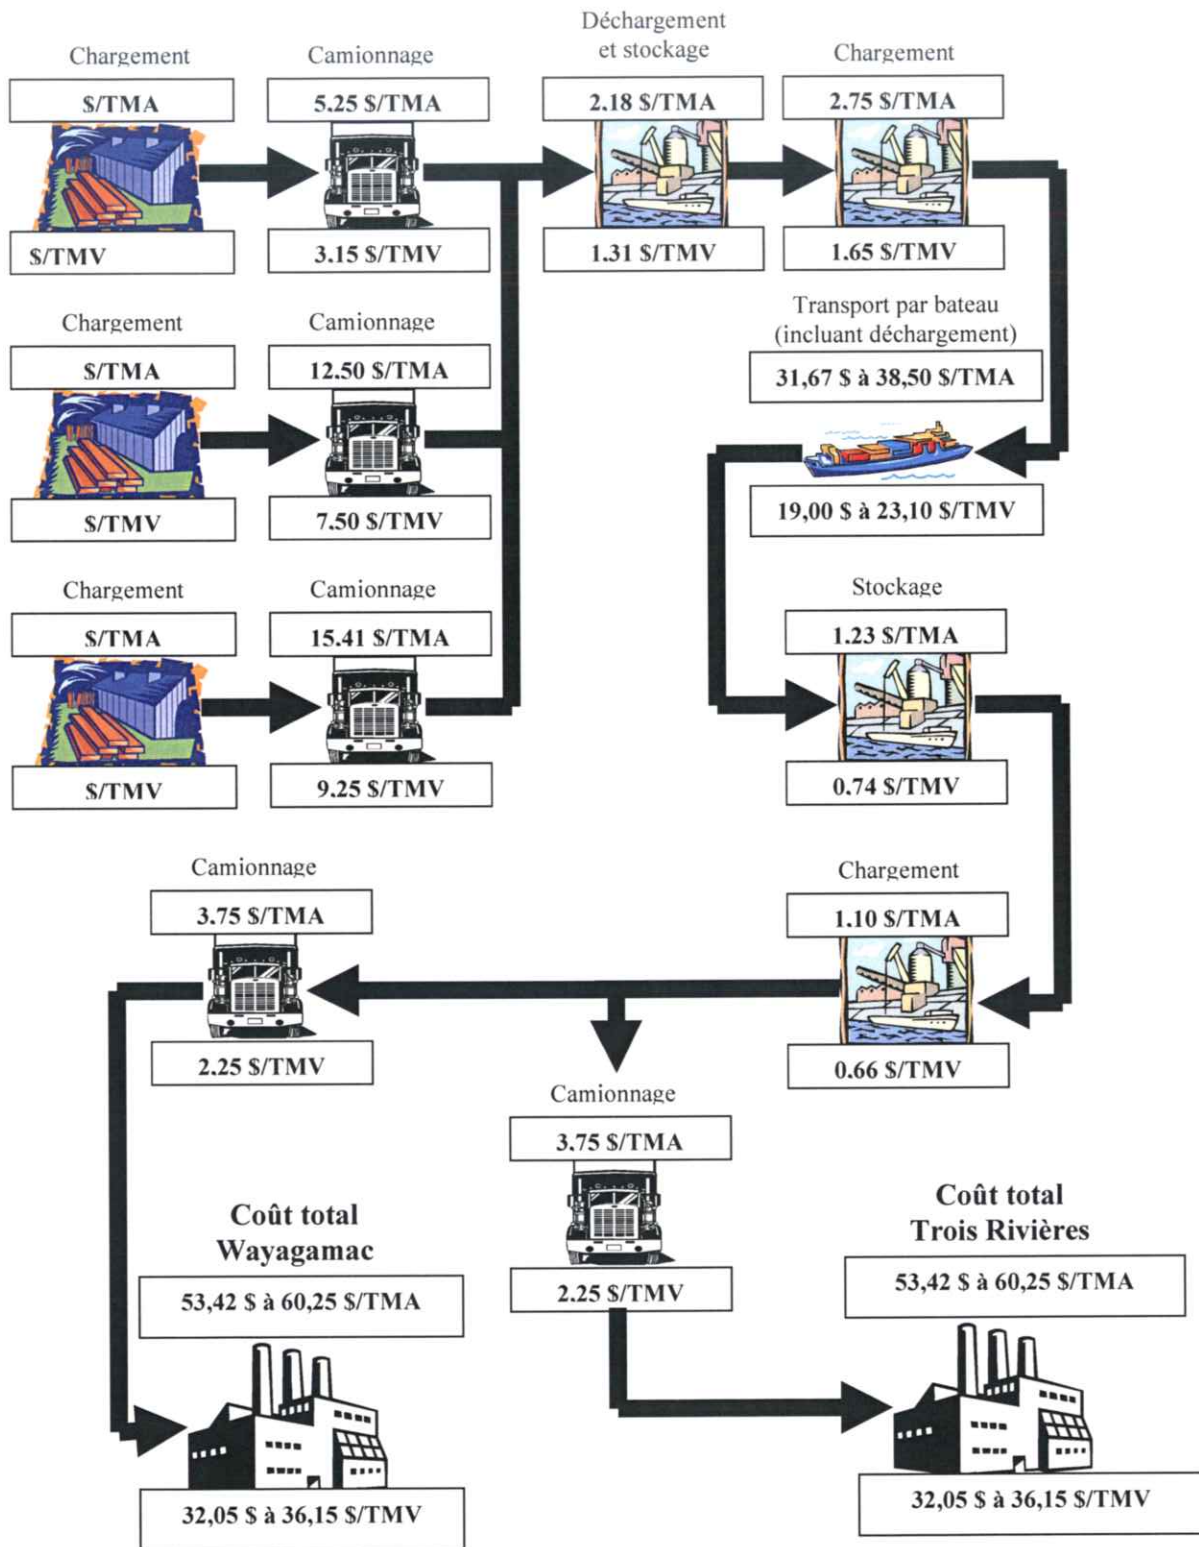 Chargement
$/TMA
$/TMV
Camionnage
5.25 $/TMA
3.15 $/TMV
Déchargement
et stockage
2.18 $/TMA
1.31 $/TMV
Chargement
2.75 $/TMA
1.65 $/TMV
Chargement
$/TMA
$/TMV
Camionnage
12.50 $/TMA
7.50 $/TMV
Transport par bateau
(incluant déchargement)
31,67 $ à 38,50 $/TMA
19,00 $ à 23,10 $/TMV
Chargement
$/TMA
$/TMV
Camionnage
15.41 $/TMA
9.25 $/TMV
Stockage
1.23 $/TMA
0.74 $/TMV
Camionnage
3.75 $/TMA
2.25 $/TMV
Chargement
1.10 $/TMA
0.66 $/TMV
Camionnage
3.75 $/TMA
2.25 $/TMV
Coût total
Wayagamac
53,42 $ à 60,25 $/TMA
32,05 $ à 36,15 $/TMV
Coût total
Trois Rivières
53,42 $ à 60,25 $/TMA
32,05 $ à 36,15 $/TMV